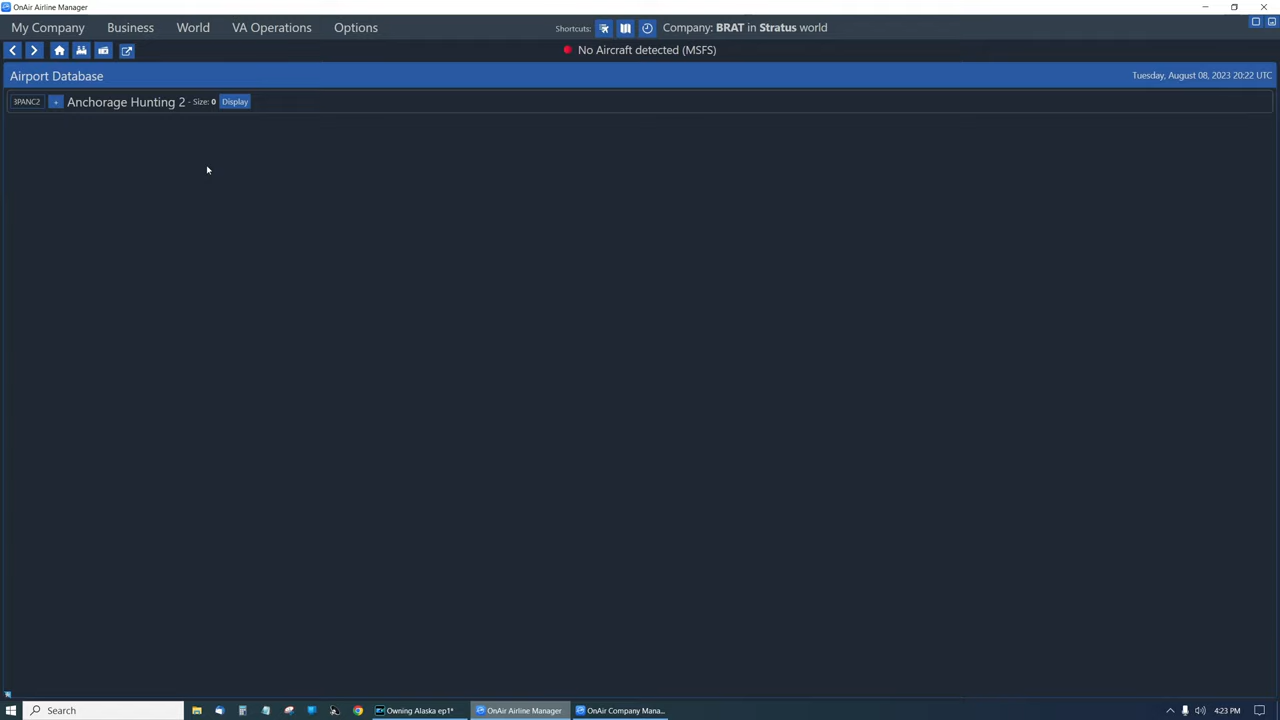 OnAir Airline Manager
My Company Business World VA Operations Options Shortcuts: Company: BRAT in Stratus world
No Aircraft detected (MSFS)
Airport Database Tuesday, August 08, 2023 20:22 UTC
3PANC2 + Anchorage Hunting 2 - Size: 0 Display
Search Owning Alaska ep1* OnAir Airline Manager OnAir Company Mana... 4:23 PM